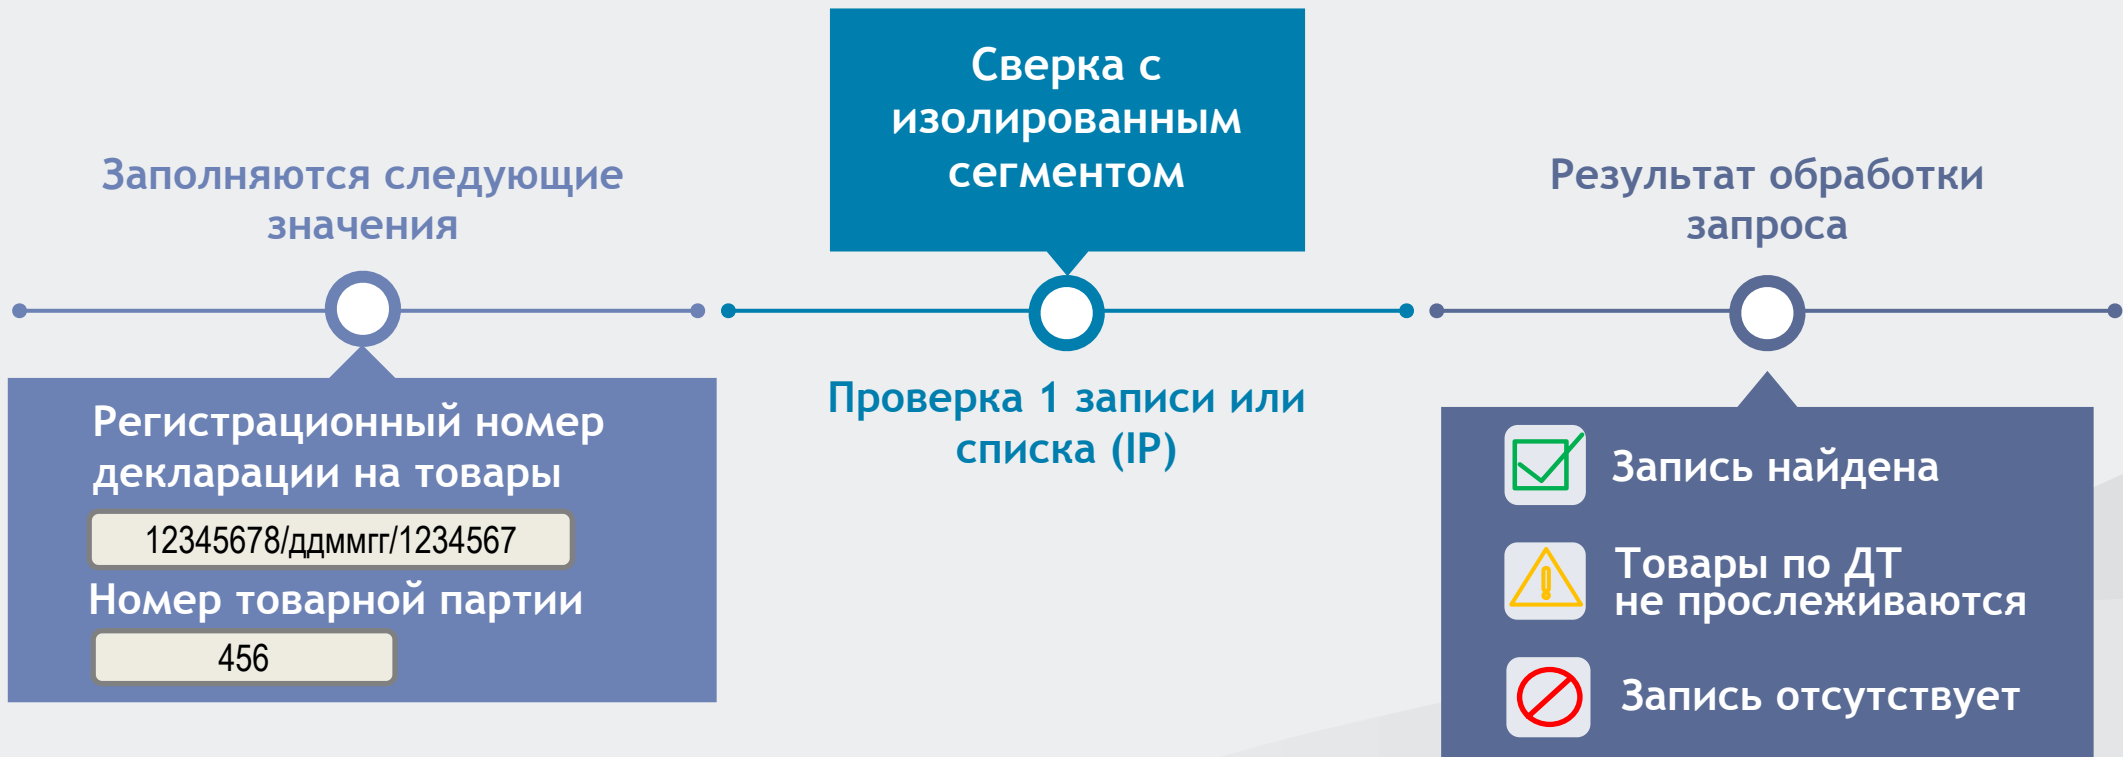 Заполняются следующие
значения
Регистрационный номер
декларации на товары
12345678/ддммгг/1234567
Номер товарной партии
456
Сверка с
изолированным
сегментом
Проверка 1 записи или
списка (IP)
Результат обработки
запроса
Запись найдена
Товары по ДТ
не прослеживаются
Запись отсутствует